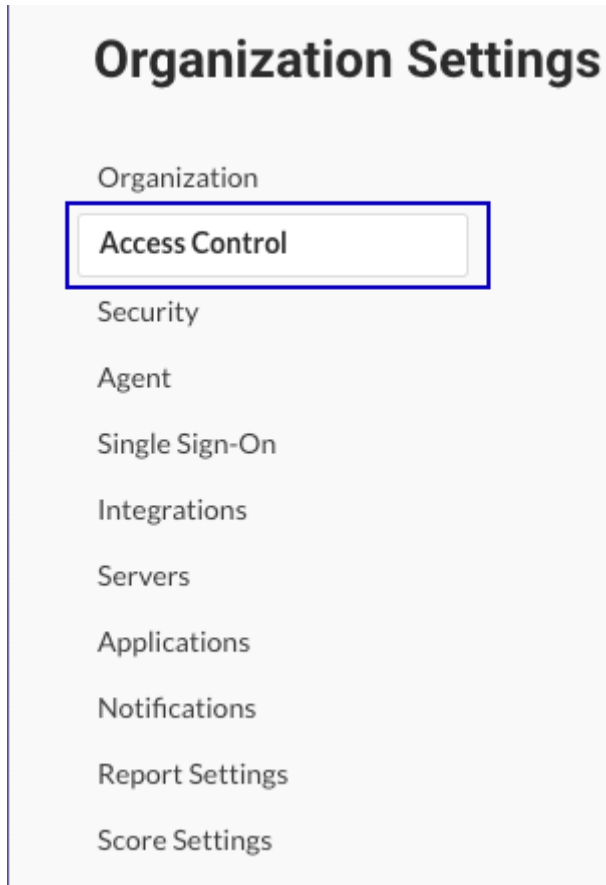 Organization Settings
Organization
Access Control
Security
Agent
Single Sign-On
Integrations
Servers
Applications
Notifications
Report Settings
Score Settings